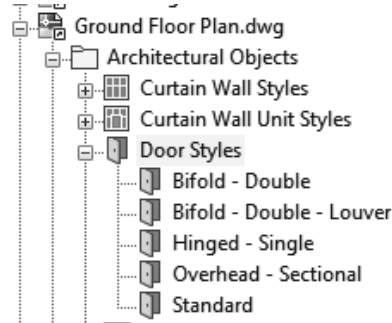 Ground Floor Plan.dwg
Architectural Objects
Curtain Wall Styles
Curtain Wall Unit Styles
Door Styles
Bifold - Double
Bifold - Double - Louver
Hinged - Single
Overhead - Sectional
Standard